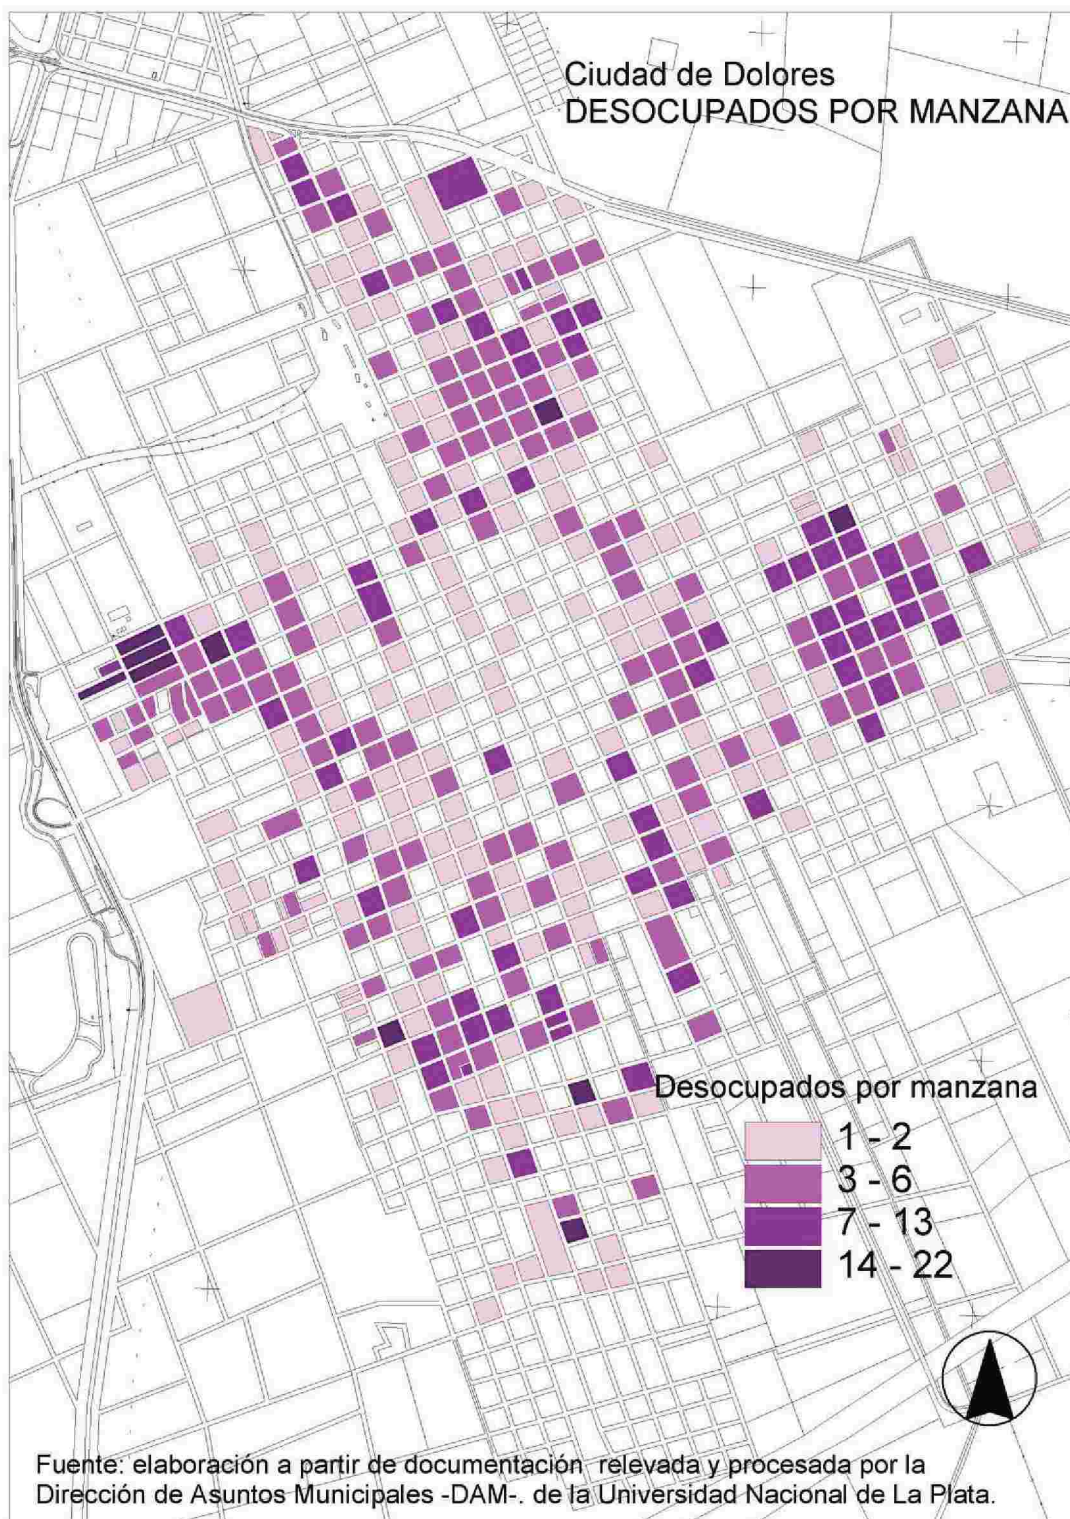 Ciudad de Dolores
DESOCUPADOS POR MANZANA
Desocupados por manzana
1 - 2
3 - 6
7 - 13
14 - 22
Fuente: elaboración a partir de documentación relevada y procesada por la
Dirección de Asuntos Municipales -DAM-. de la Universidad Nacional de La Plata.